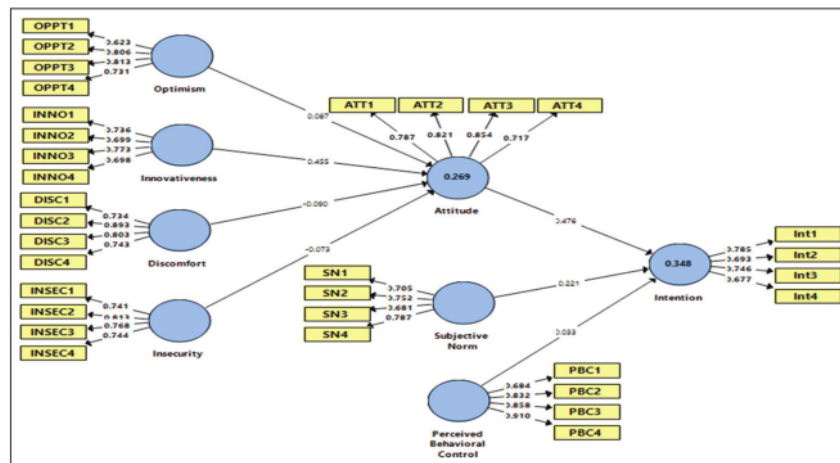 OPPT1
OPPT2
OPPT3
OPPT4
0.623
0.806
0.813
0.731
Optimism
INNO1
INNO2
INNO3
INNO4
0.736
0.699
0.773
0.698
Innovativeness
DISC1
DISC2
DISC3
DISC4
0.734
0.893
0.803
0.743
Discomfort
INSEC1
INSEC2
INSEC3
INSEC4
0.741
0.813
0.768
0.744
Insecurity
0.455
-0.073
ATT1
ATT2
ATT3
ATT4
0.787
0.821
0.854
0.717
0.269
Attitude
0.476
SN1
SN2
SN3
SN4
0.705
0.752
0.681
0.787
Subjective
Norm
0.221
PBC1
PBC2
PBC3
PBC4
0.684
0.832
0.858
0.910
Perceived
Behavioral
Control
0.033
0.348
Intention
Int1
Int2
Int3
Int4
0.785
0.693
0.746
0.677